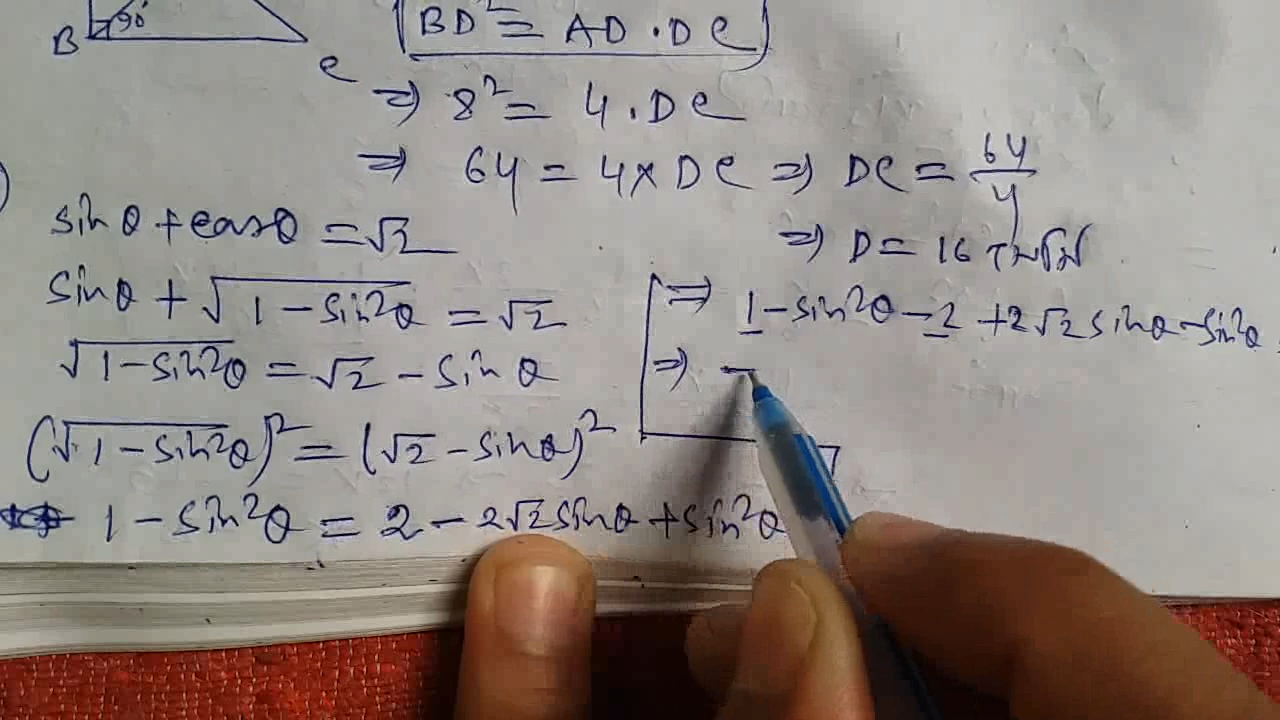 B 90° C
BD² = AD . DC
⇒ 8² = 4 . DC
⇒ 64 = 4 × DC ⇒ DC = 64/4
⇒ D = 16
)
sinθ + cosθ = √2
sinθ + √1 - sin²θ = √2
√1 - sin²θ = √2 - sinθ
(√1 - sin²θ)² = (√2 - sinθ)²
1 - sin²θ = 2 - 2√2 sinθ + sin²θ
⇒ 1 - sin²θ - 2 + 2√2 sinθ - sin²θ
⇒ -